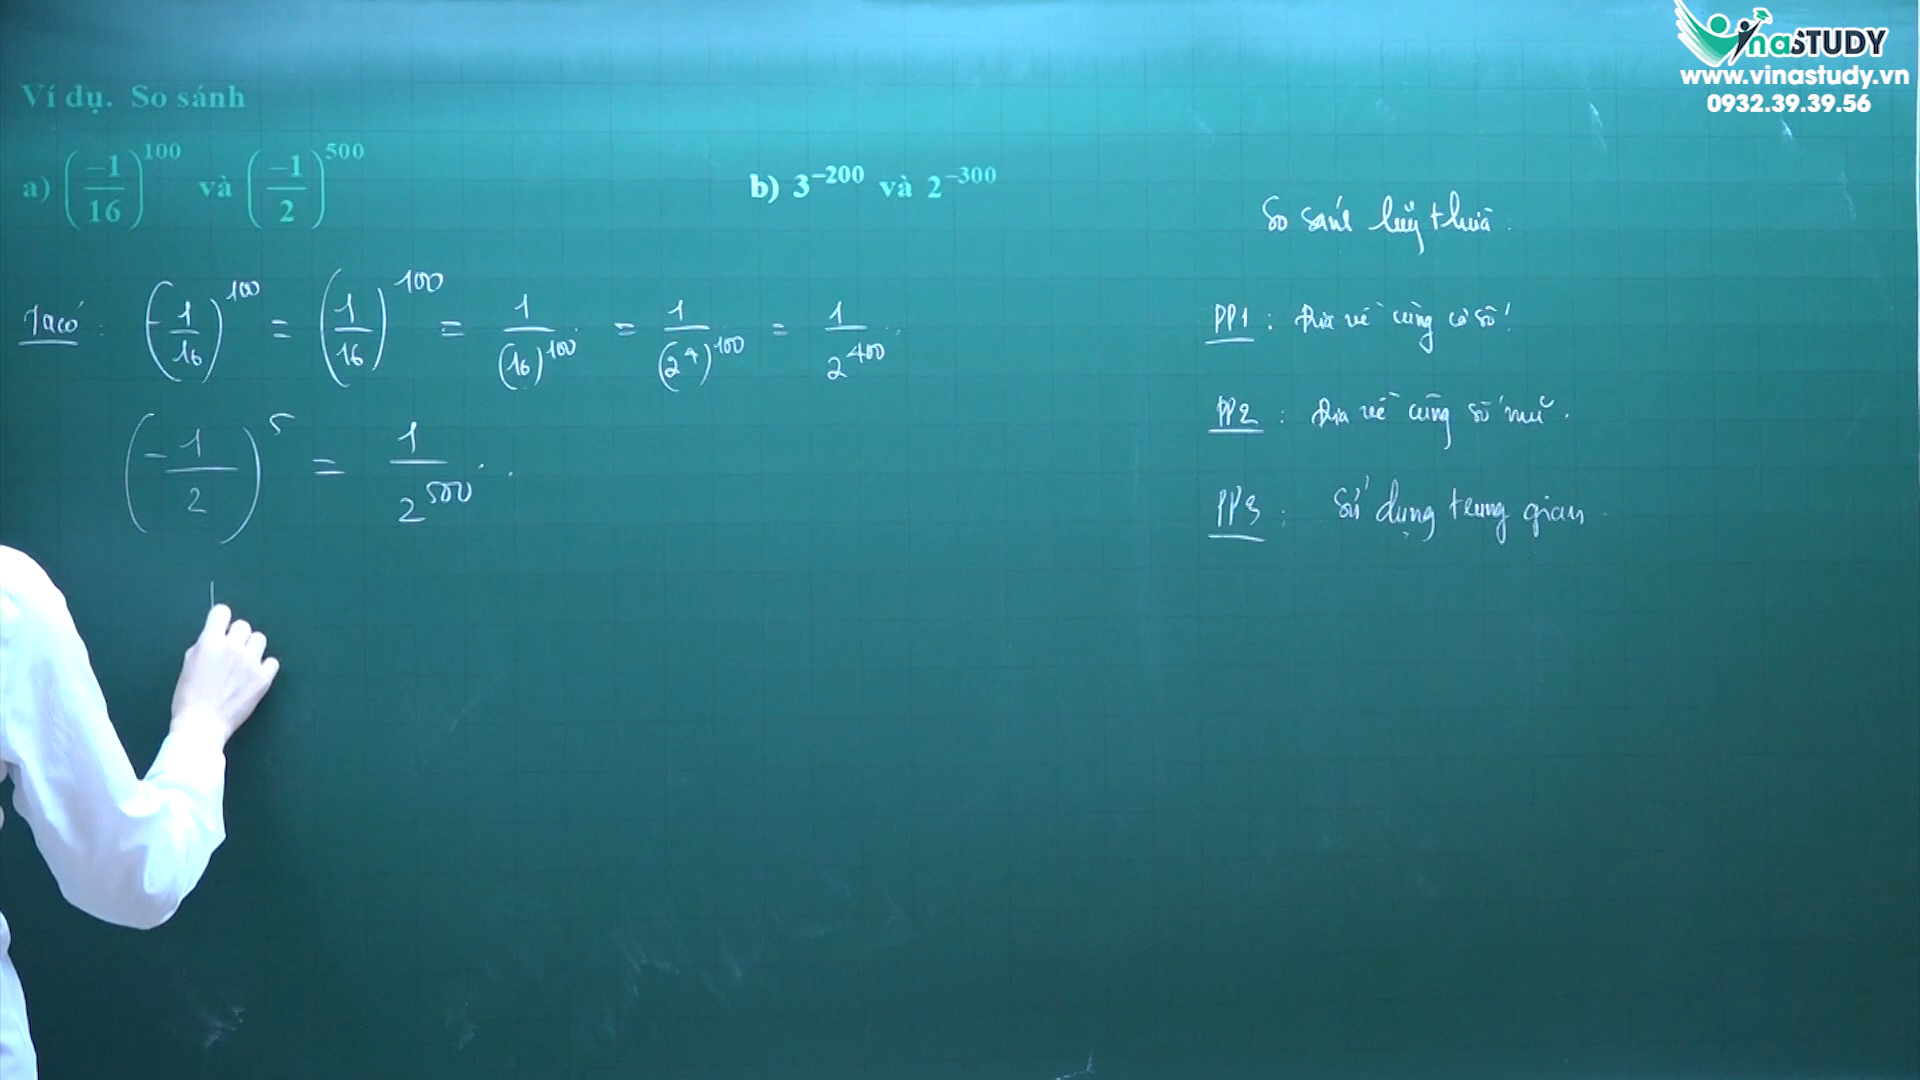 VinaSTUDY
www.vinastudy.vn
0932.39.39.56
Ví dụ. So sánh
a) (-1/16)^100 và (-1/2)^500
b) 3^-200 và 2^-300
Ta có: (-1/16)^100 = (1/16)^100 = 1/(16)^100 = 1/(2^4)^100 = 1/2^400
(-1/2)^5 = 1/2^500
So sánh luỹ thừa.
PP1 : Đưa về cùng cơ số
PP2 : Đưa về cùng số mũ.
PP3 : Sử dụng trung gian